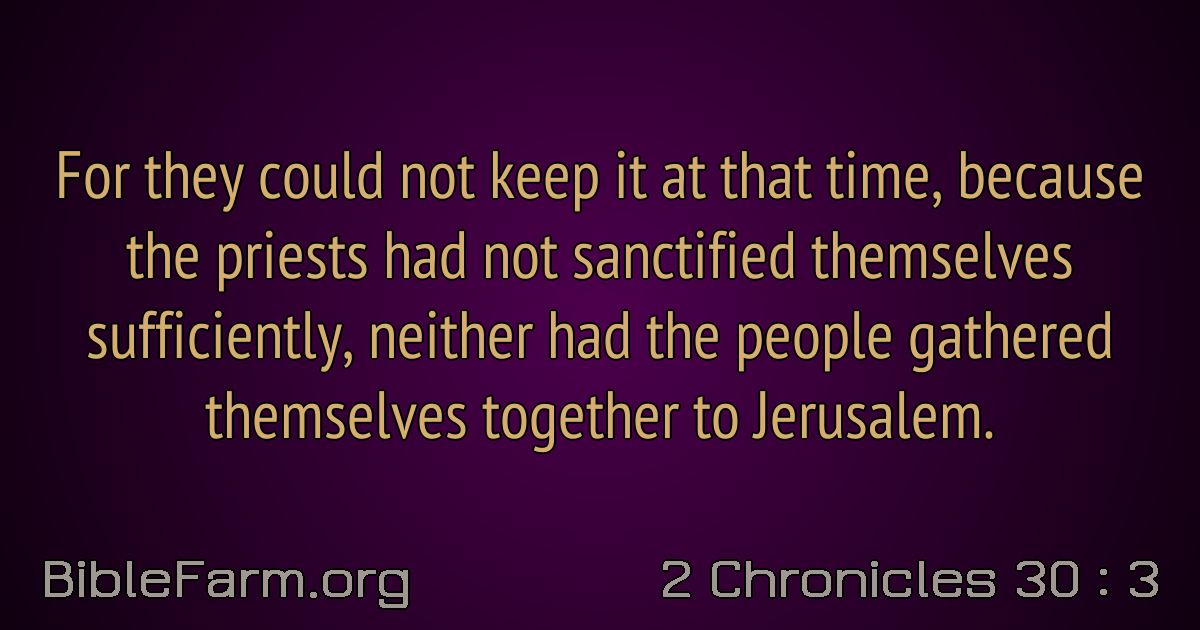 For they could not keep it at that time, because
the priests had not sanctified themselves
sufficiently, neither had the people gathered
themselves together to Jerusalem.
BibleFarm.org
2 Chronicles 30 : 3